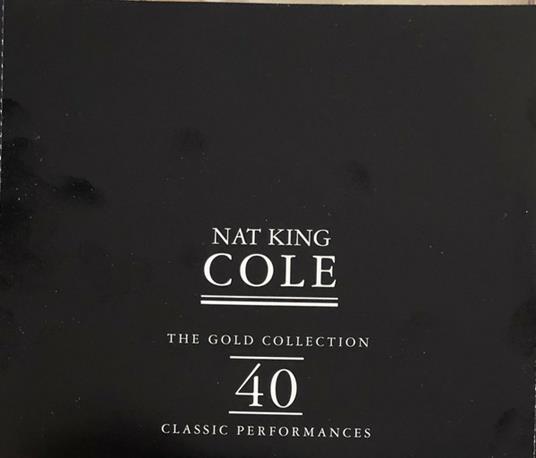 NAT KING
COLE
THE GOLD COLLECTION
40
CLASSIC PERFORMANCES